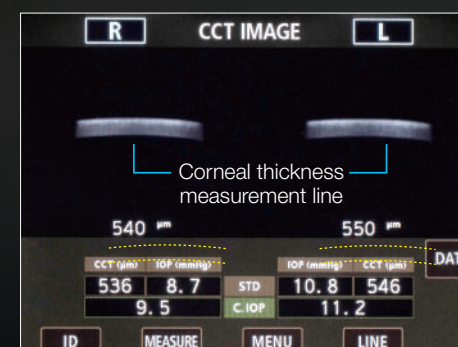 R CCT IMAGE L
Corneal thickness
measurement line
540 µm 550 µm
DAT
CCT (µm) IOP (mmHg) IOP (mmHg) CCT (µm)
536 8.7 STD 10.8 546
9.5 C.IOP 11.2
ID MEASURE MENU LINE